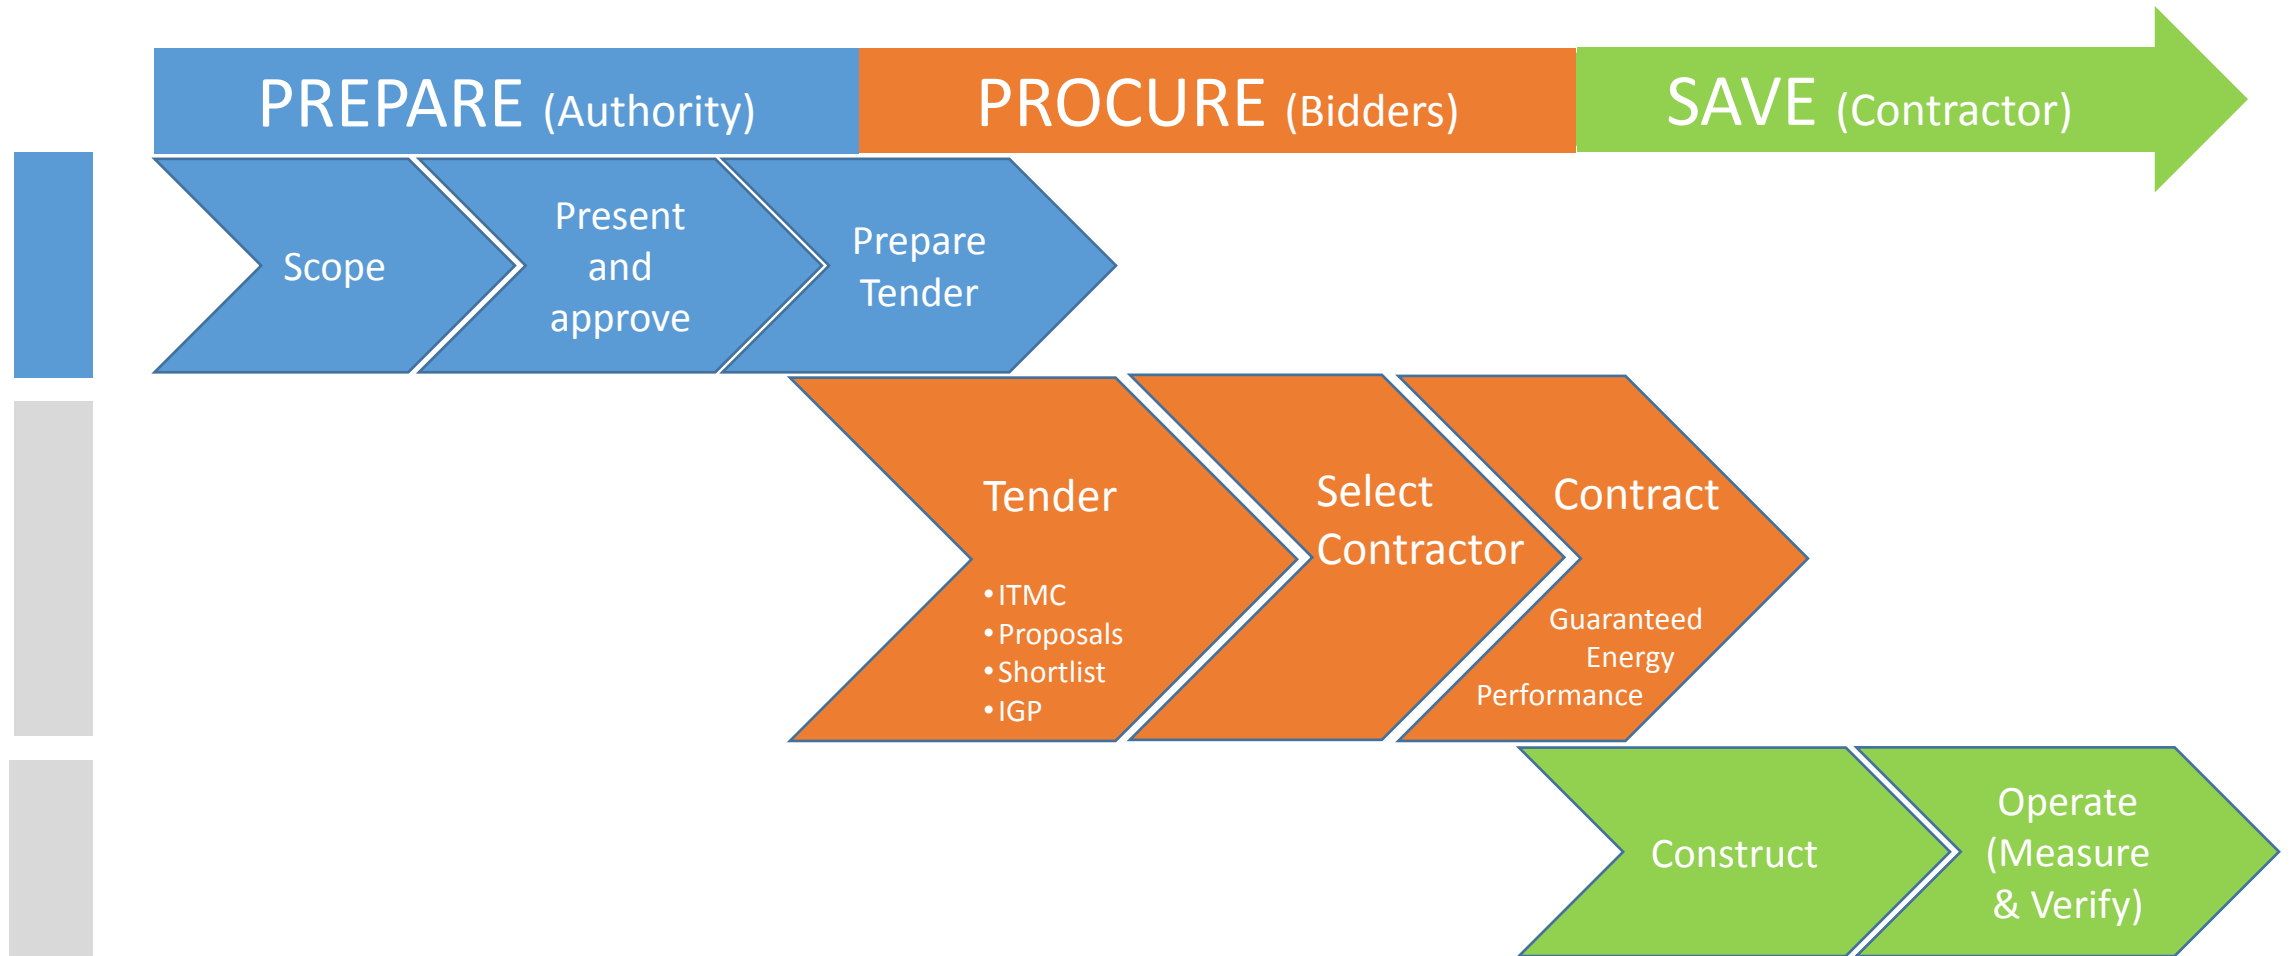 PREPARE (Authority)
PROCURE (Bidders)
SAVE (Contractor)
Scope
Present
and
approve
Prepare
Tender
Tender
• ITMC
• Proposals
• Shortlist
• IGP
Select
Contractor
Contract
Guaranteed
Energy
Performance
Construct
Operate
(Measure
& Verify)